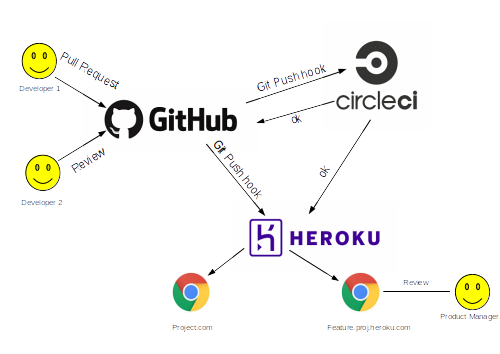 Pull Request
Developer 1
GitHub
Git Push hook
circleci
ok
Review
Developer 2
Git Push hook
ok
HEROKU
Project.com
Feature.proj.heroku.com
Review
Product Manager